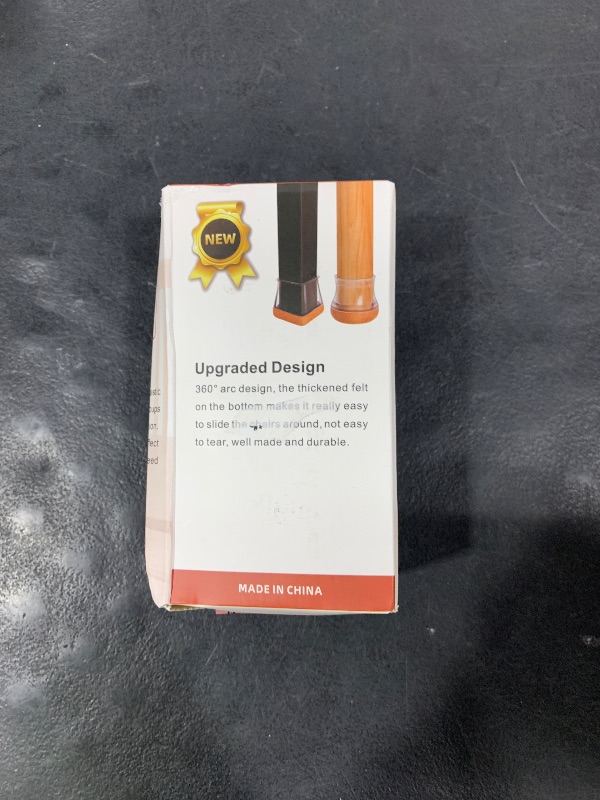 NEW
Upgraded Design
360° arc design, the thickened felt
on the bottom makes it really easy
to slide the chairs around, not easy
to tear, well made and durable.
MADE IN CHINA